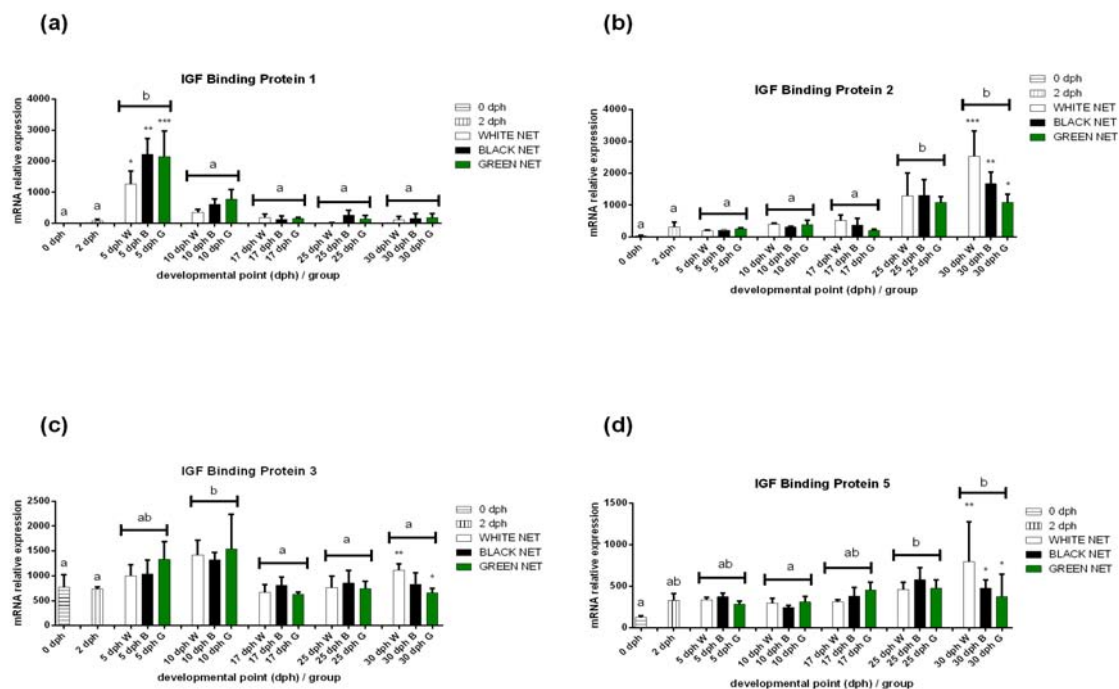 (a)
IGF Binding Protein 1
mRNA relative expression
4000
3000
2000
1000
0
a
a
b
*
**
***
a
a
a
a
0 dph
2 dph
5 dph W
5 dph B
5 dph G
10 dph W
10 dph B
10 dph G
17 dph W
17 dph B
17 dph G
25 dph W
25 dph B
25 dph G
30 dph W
30 dph B
30 dph G
developmental point (dph) / group
0 dph
2 dph
WHITE NET
BLACK NET
GREEN NET
(b)
IGF Binding Protein 2
mRNA relative expression
4000
3000
2000
1000
0
a
a
a
a
a
b
b
***
**
*
0 dph
2 dph
5 dph W
5 dph B
5 dph G
10 dph W
10 dph B
10 dph G
17 dph W
17 dph B
17 dph G
25 dph W
25 dph B
25 dph G
30 dph W
30 dph B
30 dph G
developmental point (dph) / group
0 dph
2 dph
WHITE NET
BLACK NET
GREEN NET
(c)
IGF Binding Protein 3
mRNA relative expression
2500
2000
1500
1000
500
0
a
a
ab
b
a
a
a
**
*
0 dph
2 dph
5 dph W
5 dph B
5 dph G
10 dph W
10 dph B
10 dph G
17 dph W
17 dph B
17 dph G
25 dph W
25 dph B
25 dph G
30 dph W
30 dph B
30 dph G
developmental point (dph) / group
0 dph
2 dph
WHITE NET
BLACK NET
GREEN NET
(d)
IGF Binding Protein 5
mRNA relative expression
1500
1000
500
0
a
ab
ab
a
ab
b
b
**
*
*
0 dph
2 dph
5 dph W
5 dph B
5 dph G
10 dph W
10 dph B
10 dph G
17 dph W
17 dph B
17 dph G
25 dph W
25 dph B
25 dph G
30 dph W
30 dph B
30 dph G
developmental point (dph) / group
0 dph
2 dph
WHITE NET
BLACK NET
GREEN NET